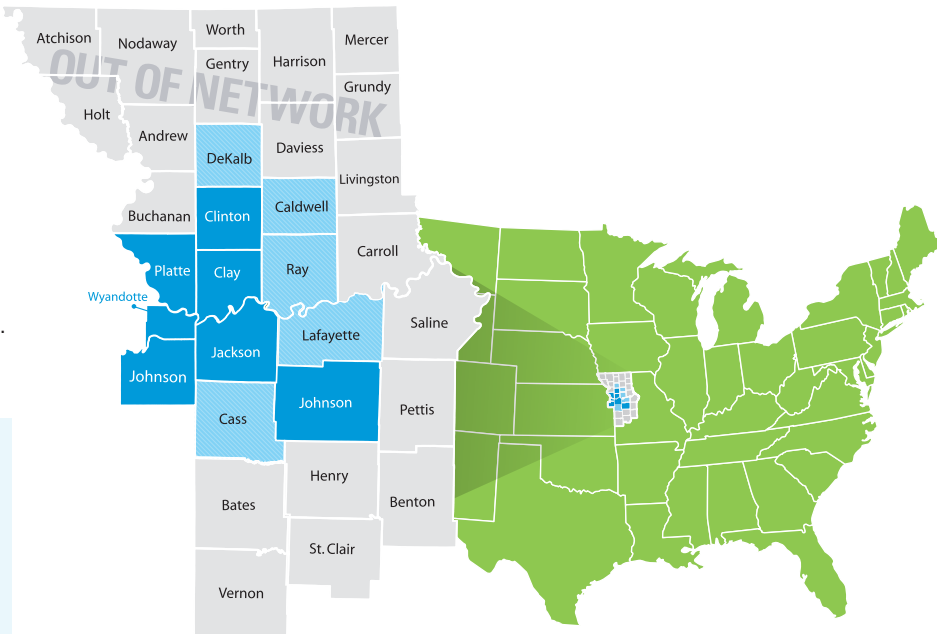 Atchison
Nodaway
Worth
Harrison
Mercer
Gentry
Grundy
OUT OF NETWORK
Holt
Andrew
DeKalb
Daviess
Livingston
Buchanan
Clinton
Caldwell
Carroll
Platte
Clay
Ray
Wyandotte
Saline
Lafayette
Jackson
Johnson
Johnson
Pettis
Cass
Henry
Bates
Benton
St. Clair
Vernon
.